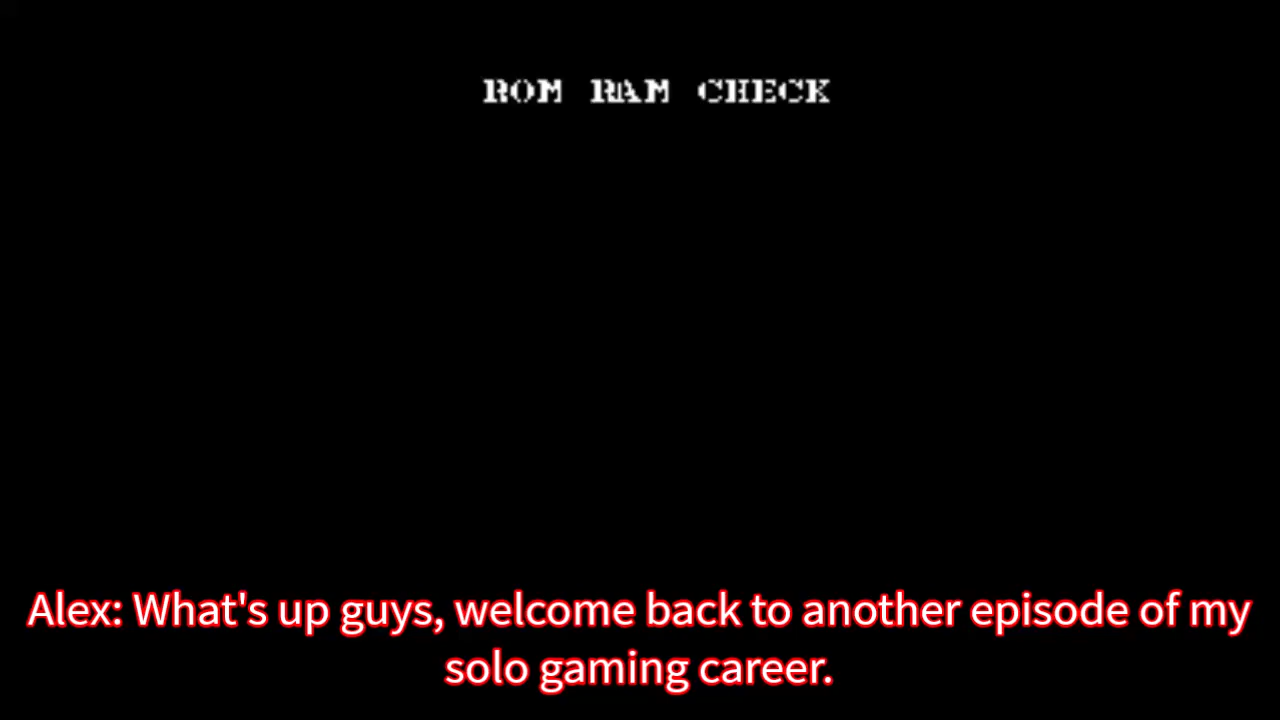 ROM RAM CHECK
Alex: What's up guys, welcome back to another episode of my
solo gaming career.